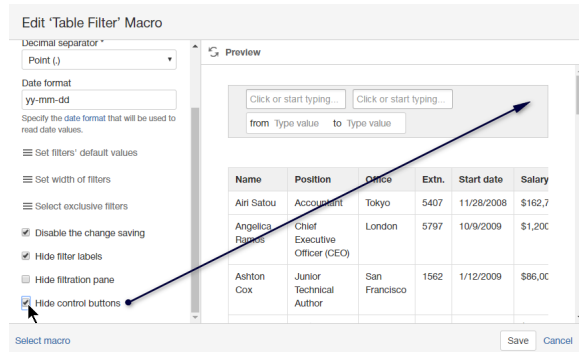 Edit ‘Table Filter’ Macro
Decimal separator *
Point (.)
Date format
yy-mm-dd
Specify the date format that will be used to
read date values.
Set filters' default values
Set width of filters
Select exclusive filters
Disable the change saving
Hide filter labels
Hide filtration pane
Hide control buttons
Preview
Click or start typing... Click or start typing...
from Type value to Type value
Name Position Office Extn. Start date Salary
Airi Satou Accountant Tokyo 5407 11/28/2008 $162,7
Angelica Chief London 5797 10/9/2009 $1,200
Ramos Executive
Officer (CEO)
Ashton Junior San 1562 1/12/2009 $86,00
Cox Technical Francisco
Author
Select macro
Save Cancel